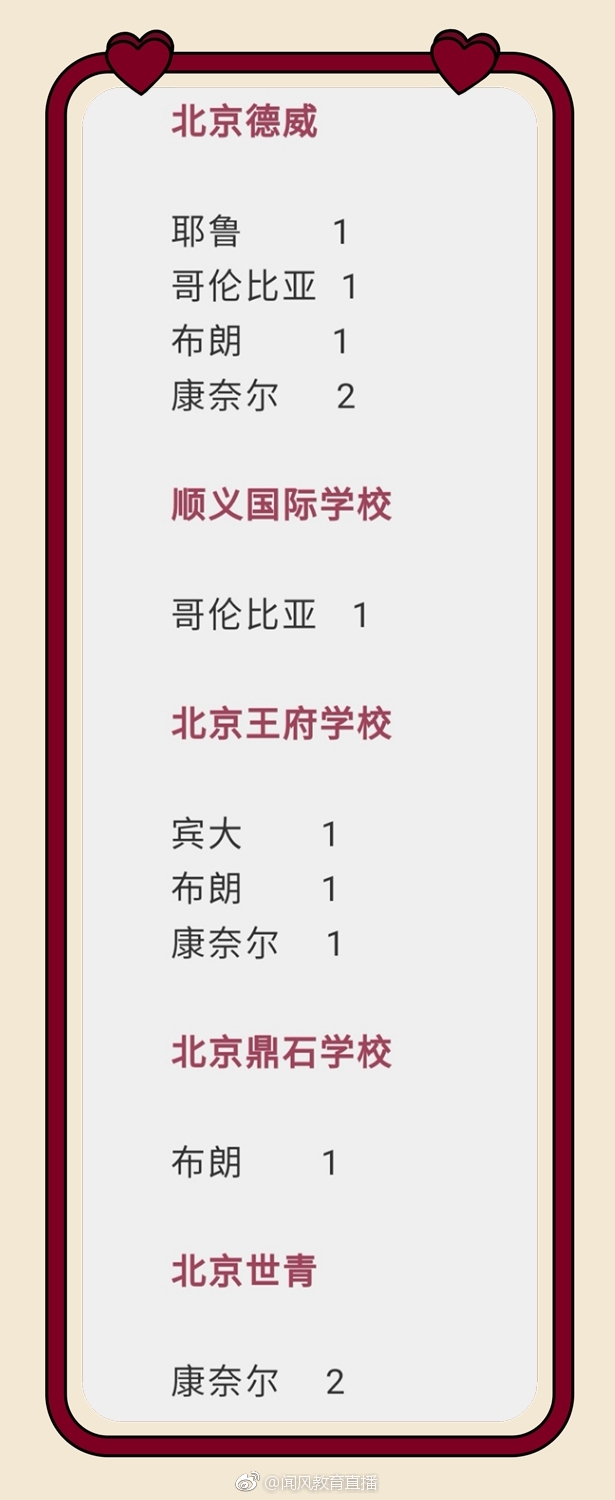 北京德威
耶鲁 1
哥伦比亚 1
布朗 1
康奈尔 2
顺义国际学校
哥伦比亚 1
北京王府学校
宾大 1
布朗 1
康奈尔 1
北京鼎石学校
布朗 1
北京世青
康奈尔 2
@闻风教育直播